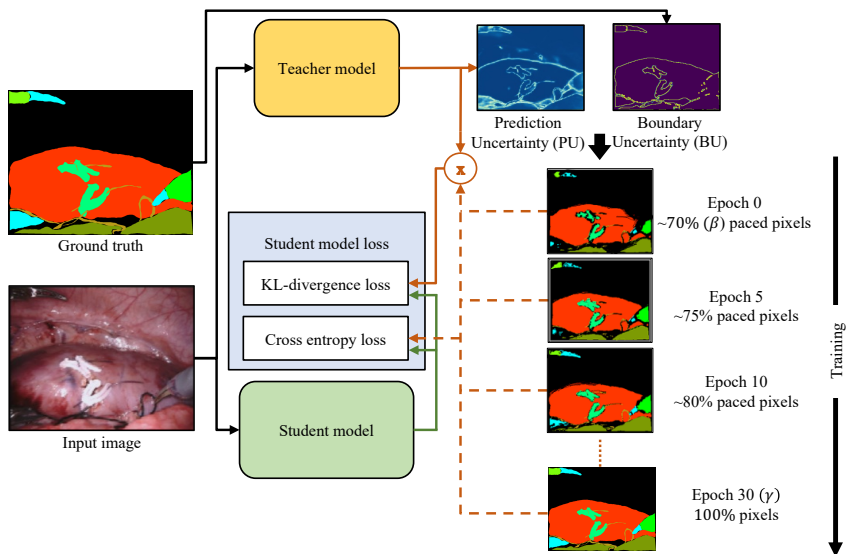 Teacher model
Prediction
Uncertainty (PU)
Boundary
Uncertainty (BU)
Ground truth
x
Epoch 0
~70% (β) paced pixels
Student model loss
KL-divergence loss
Cross entropy loss
Epoch 5
~75% paced pixels
Training
Epoch 10
~80% paced pixels
Input image
Student model
Epoch 30 (γ)
100% pixels